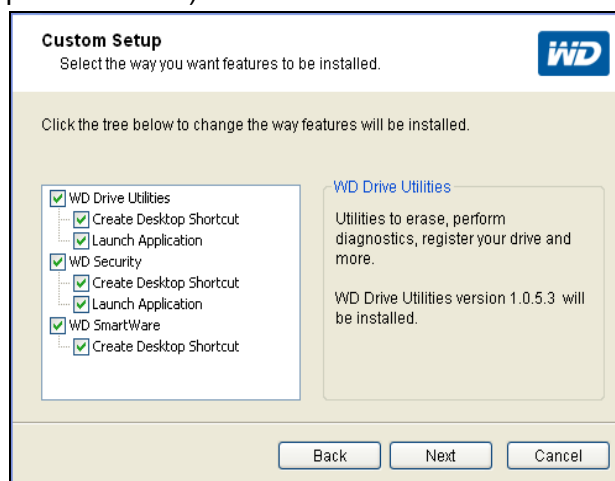 Custom Setup
Select the way you want features to be installed.
WD
Click the tree below to change the way features will be installed.
WD Drive Utilities
Create Desktop Shortcut
Launch Application
WD Security
Create Desktop Shortcut
Launch Application
WD SmartWare
Create Desktop Shortcut
WD Drive Utilities
Utilities to erase, perform
diagnostics, register your drive and
more.
WD Drive Utilities version 1.0.5.3 will
be installed.
Back
Next
Cancel